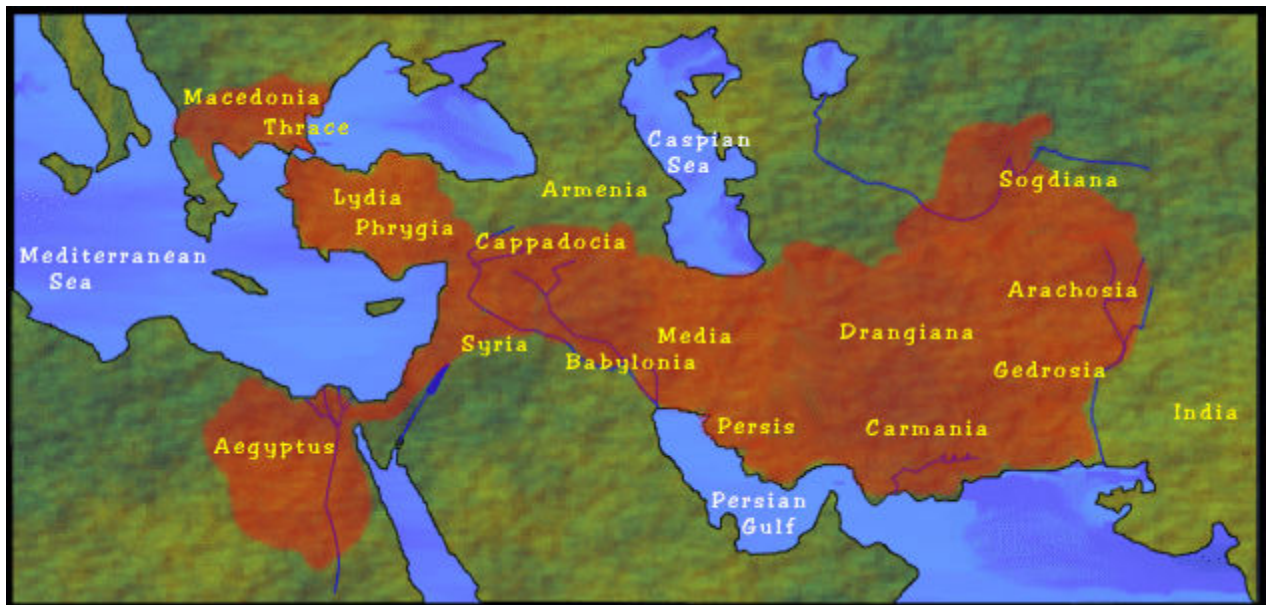 Macedonia
Thrace
Caspian
Sea
Armenia
Sogdiana
Lydia
Phrygia
Cappadocia
Mediterranean
Sea
Arachosia
Media
Drangiana
Syria
Babylonia
Gedrosia
India
Persis
Carmania
Aegyptus
Persian
Gulf